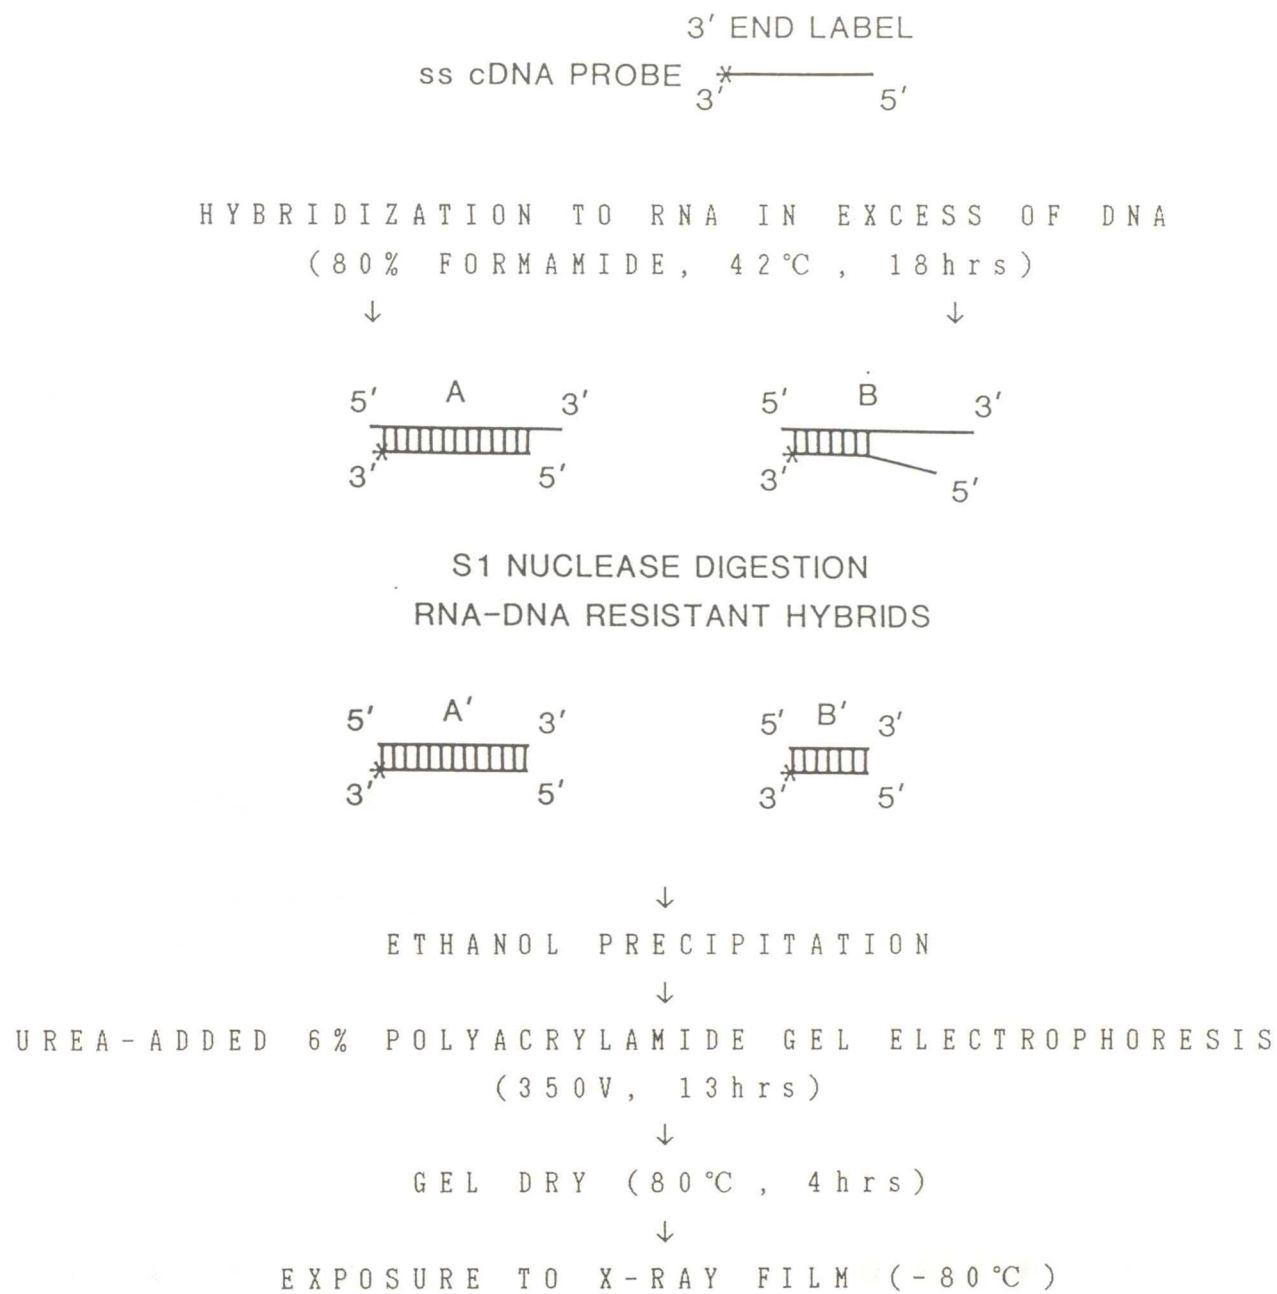 3′ END LABEL
ss cDNA PROBE
3′ 5′
HYBRIDIZATION TO RNA IN EXCESS OF DNA
(80% FORMAMIDE, 42℃, 18hrs)
↓ ↓
5′ A 3′ 5′ B 3′
3′ 5′ 3′ 5′
S1 NUCLEASE DIGESTION
RNA-DNA RESISTANT HYBRIDS
5′ A′ 3′ 5′ B′ 3′
3′ 5′ 3′ 5′
↓
ETHANOL PRECIPITATION
↓
UREA-ADDED 6% POLYACRYLAMIDE GEL ELECTROPHORESIS
(350V, 13hrs)
↓
GEL DRY (80℃, 4hrs)
↓
EXPOSURE TO X-RAY FILM (-80℃)